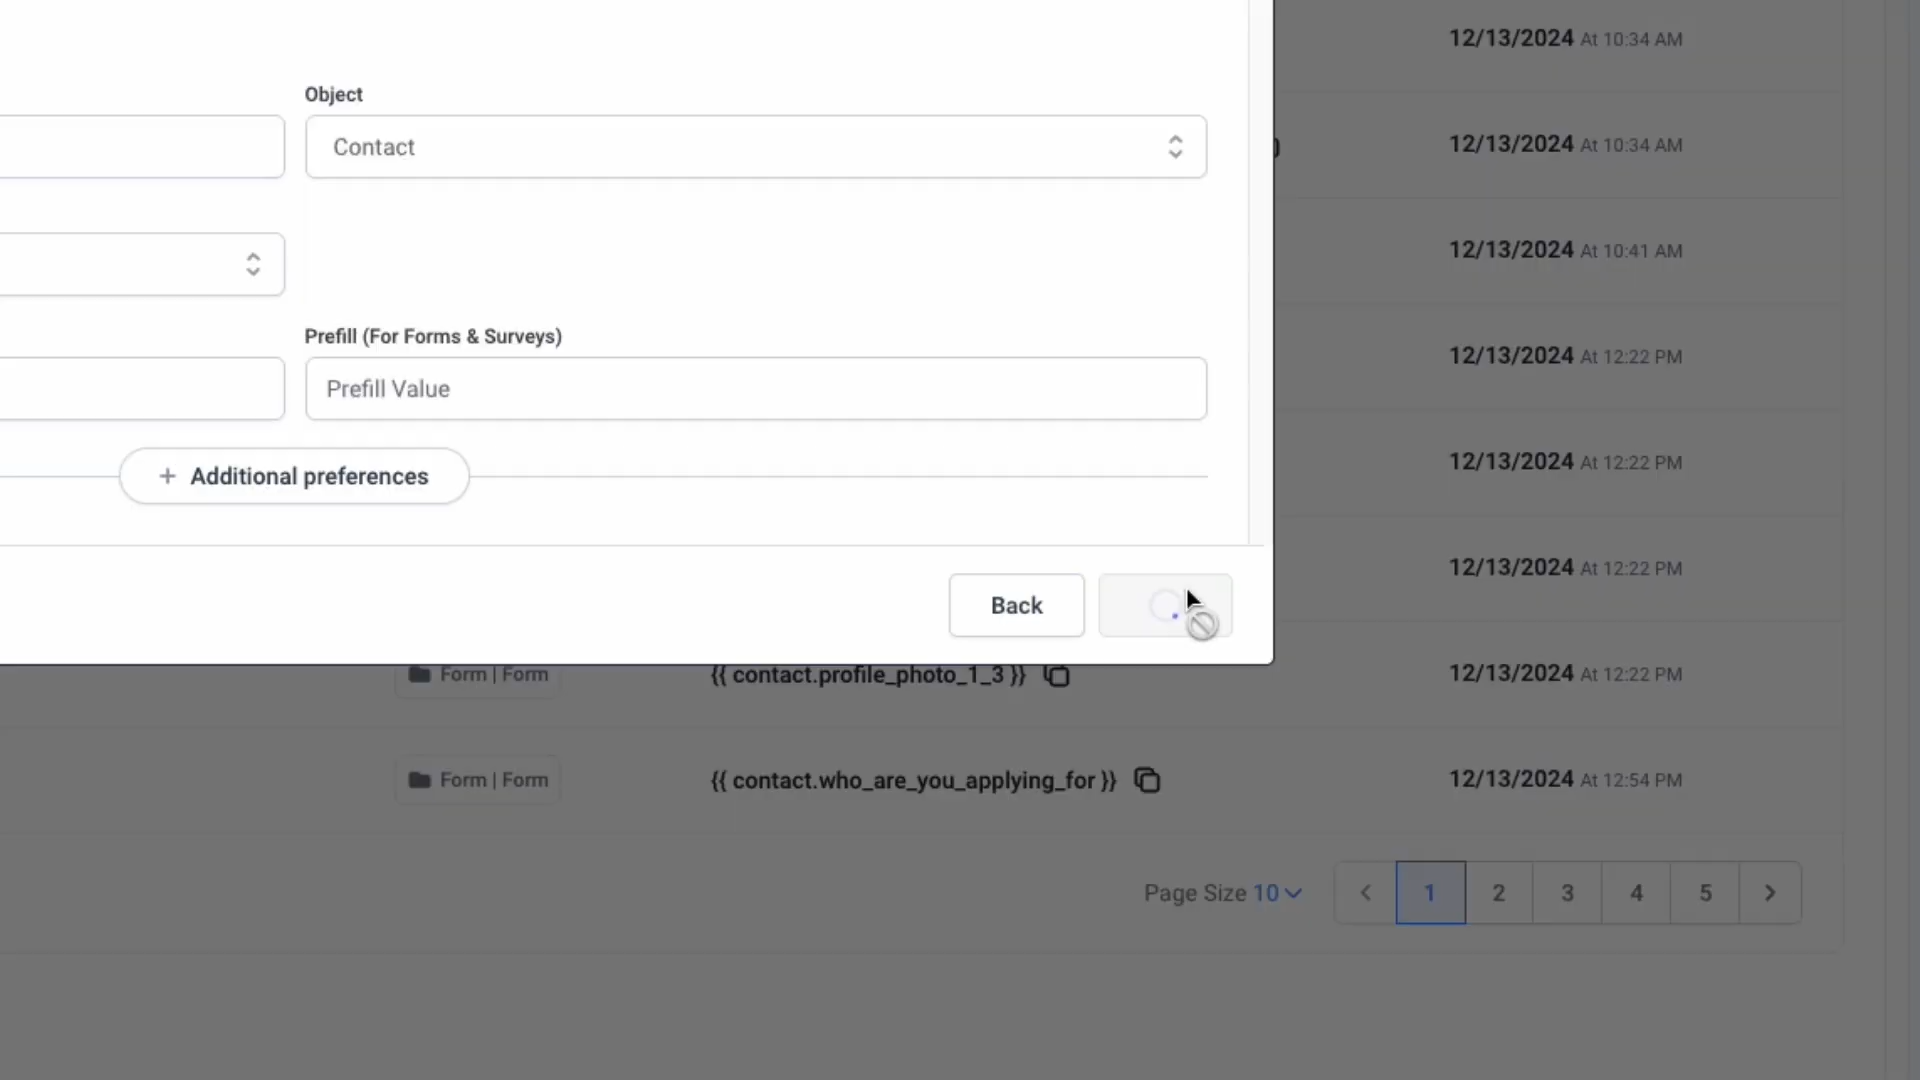 12/13/2024 At 10:34 AM
Object
Contact
12/13/2024 At 10:34 AM
12/13/2024 At 10:41 AM
Prefill (For Forms & Surveys)
12/13/2024 At 12:22 PM
Prefill Value
+ Additional preferences
12/13/2024 At 12:22 PM
12/13/2024 At 12:22 PM
Back
Form | Form {{ contact.profile_photo_1_3 }} 12/13/2024 At 12:22 PM
Form | Form {{ contact.who_are_you_applying_for }} 12/13/2024 At 12:54 PM
Page Size 10 < 1 2 3 4 5 >